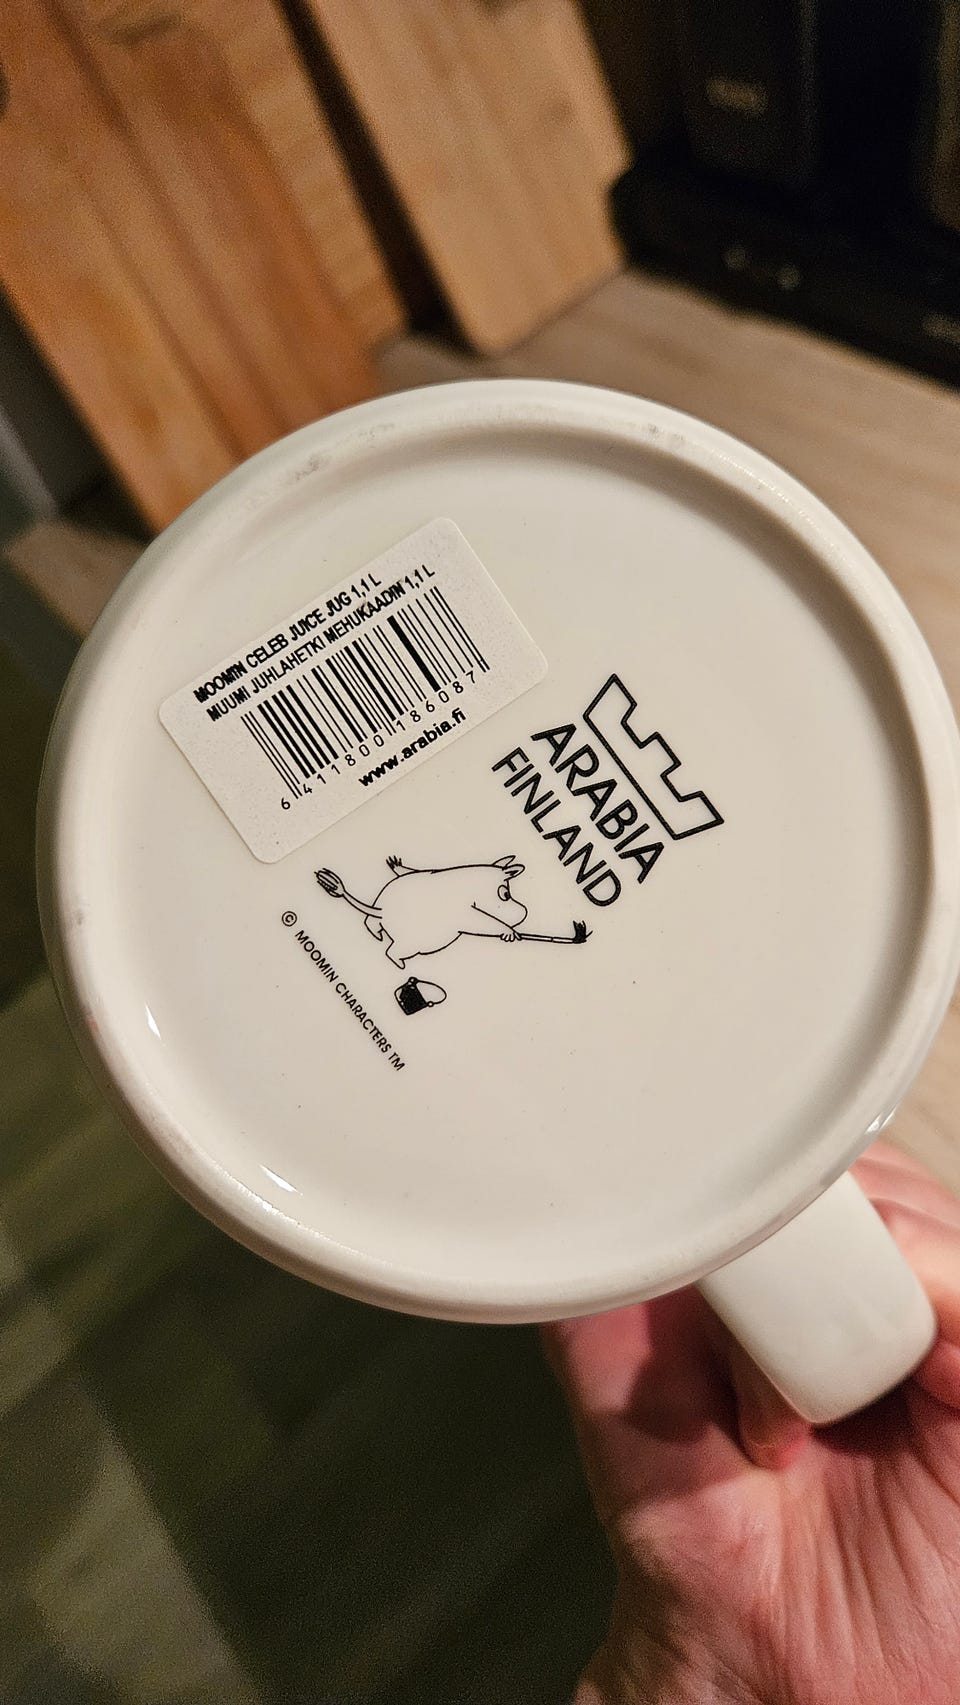 MOOMIN CELEB JUICE JUG 1,1 L
MUUMI JUHLAHETKI MEHUKAADIN 1,1 L
6 411800 186087
www.arabia.fi
ARABIA
FINLAND
© MOOMIN CHARACTERS TM